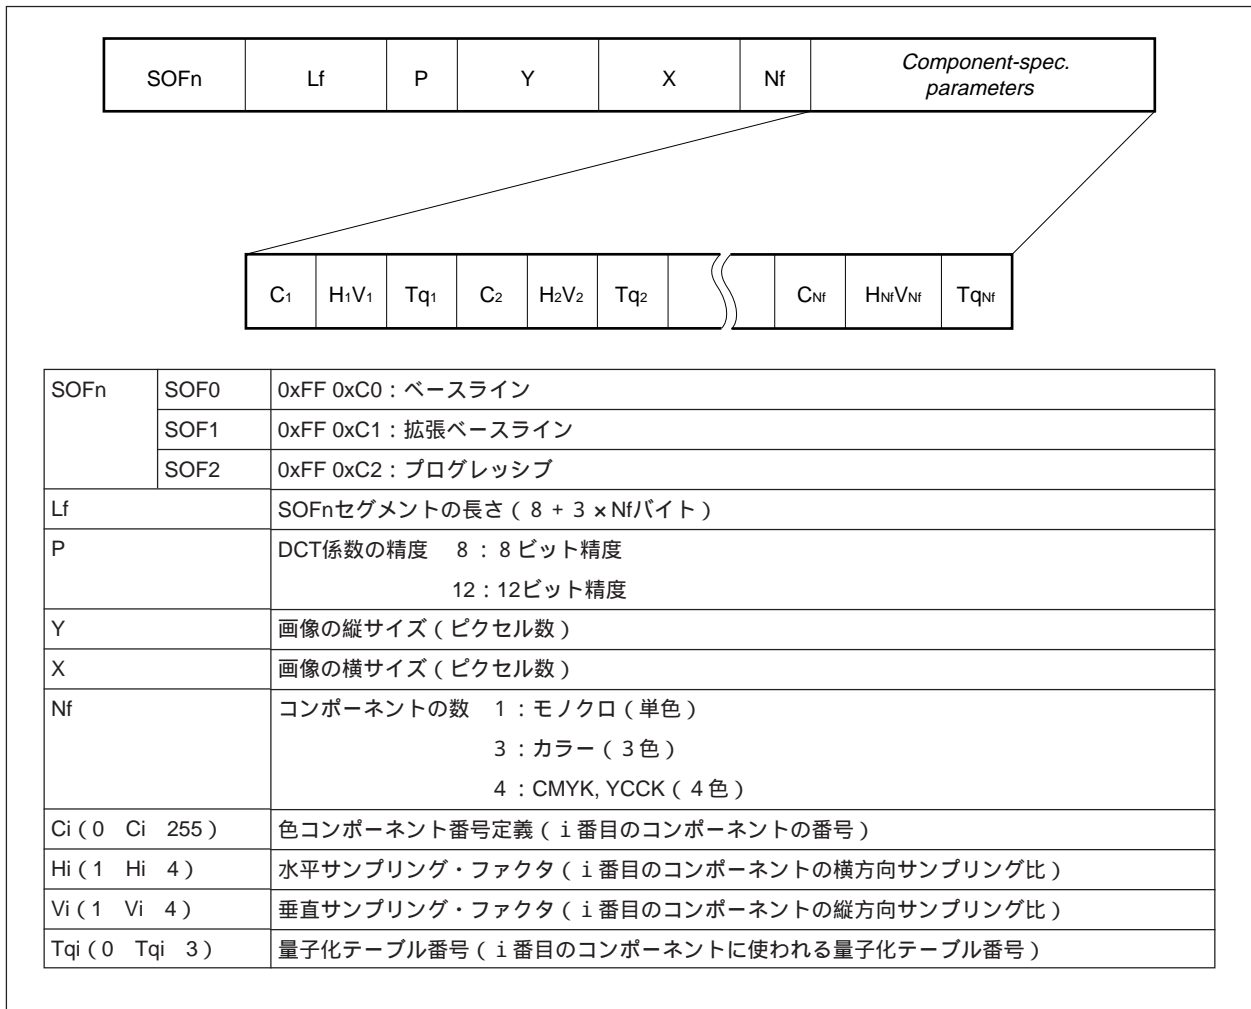 SOFn Lf P Y X Nf Component-spec. parameters
C1 H1V1 Tq1 C2 H2V2 Tq2 CNf HNfVNf TqNf
SOFn SOF0 0xFF 0xC0：ベースライン
SOF1 0xFF 0xC1：拡張ベースライン
SOF2 0xFF 0xC2：プログレッシブ
Lf SOFnセグメントの長さ（８＋３×Nfバイト）
P DCT係数の精度　８：８ビット精度
12：12ビット精度
Y 画像の縦サイズ（ピクセル数）
X 画像の横サイズ（ピクセル数）
Nf コンポーネントの数　１：モノクロ（単色）
３：カラー（３色）
４：CMYK, YCCK（４色）
Ci（0　Ci　255） 色コンポーネント番号定義（ｉ番目のコンポーネントの番号）
Hi（1　Hi　4） 水平サンプリング・ファクタ（ｉ番目のコンポーネントの横方向サンプリング比）
Vi（1　Vi　4） 垂直サンプリング・ファクタ（ｉ番目のコンポーネントの縦方向サンプリング比）
Tqi（0　Tqi　3） 量子化テーブル番号（ｉ番目のコンポーネントに使われる量子化テーブル番号）